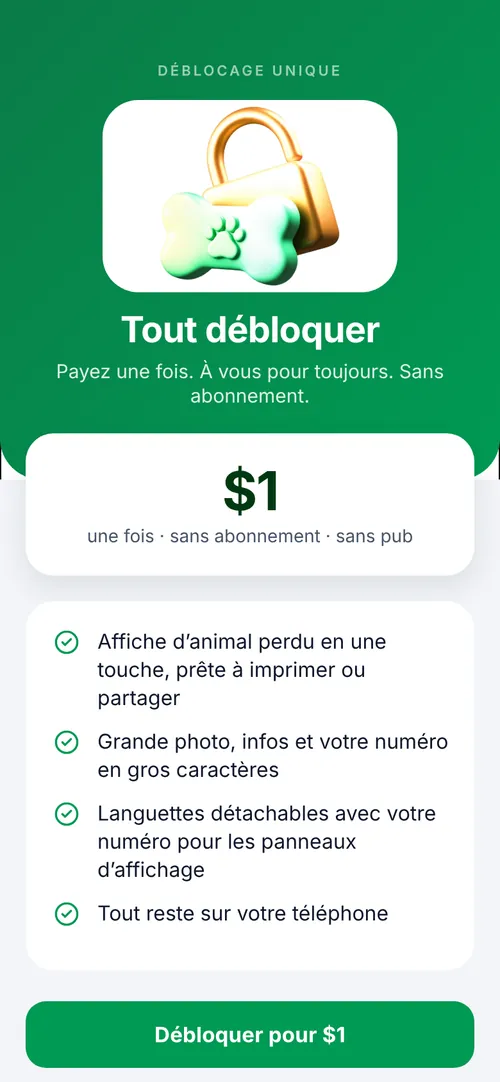 DÉBLOCAGE UNIQUE
Tout débloquer
Payez une fois. À vous pour toujours. Sans
abonnement.
$1
une fois · sans abonnement · sans pub
Affiche d’animal perdu en une
touche, prête à imprimer ou
partager
Grande photo, infos et votre numéro
en gros caractères
Languettes détachables avec votre
numéro pour les panneaux
d’affichage
Tout reste sur votre téléphone
Débloquer pour $1